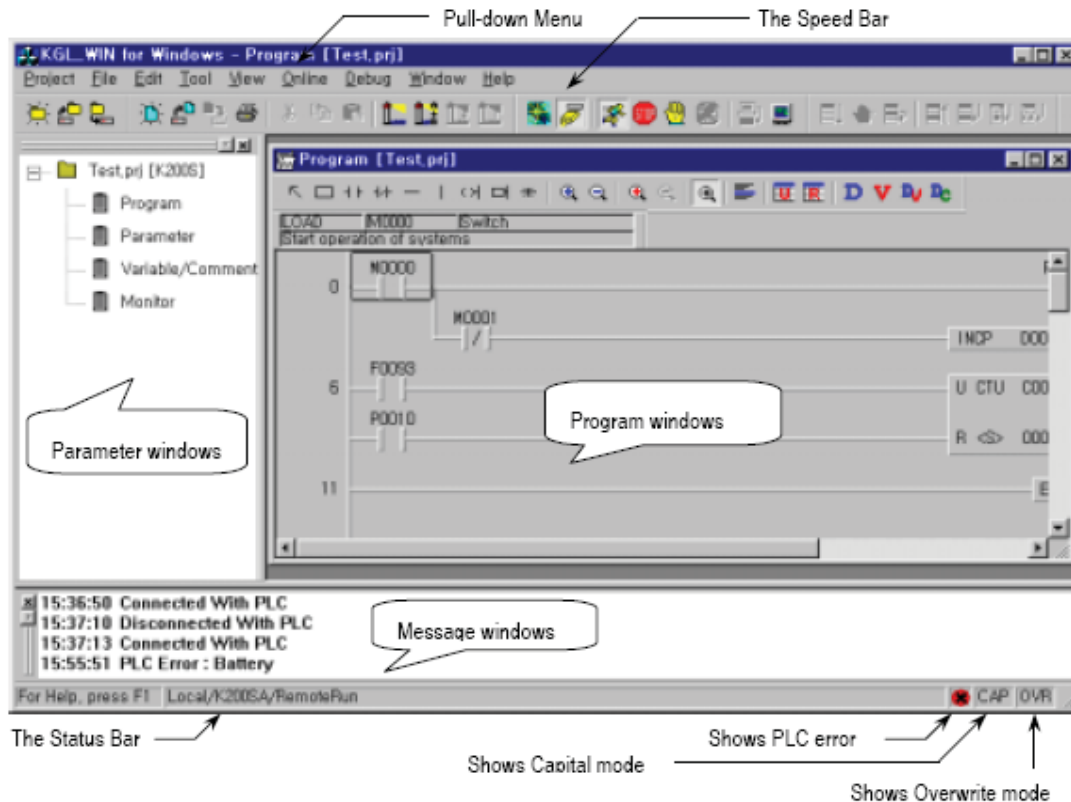 Pull-down Menu
The Speed Bar
KGL_WIN for Windows - Program [Test.prj]
Project File Edit Tool View Online Debug Window Help
STOP
Test.prj [K200S]
Program
Parameter
Variable/Comment
Monitor
Parameter windows
Program [Test.prj]
U R D V
LOAD M0000 Switch
Start operation of systems
M0000
0
M0001
INCP D00
F0093
6
U CTU C00
P0010
R <S> 000
11
E
Program windows
15:36:50 Connected With PLC
15:37:10 Disconnected With PLC
15:37:13 Connected With PLC
15:55:51 PLC Error : Battery
Message windows
For Help, press F1 Local/K200SA/RemoteRun CAP OVR
The Status Bar
Shows PLC error
Shows Capital mode
Shows Overwrite mode